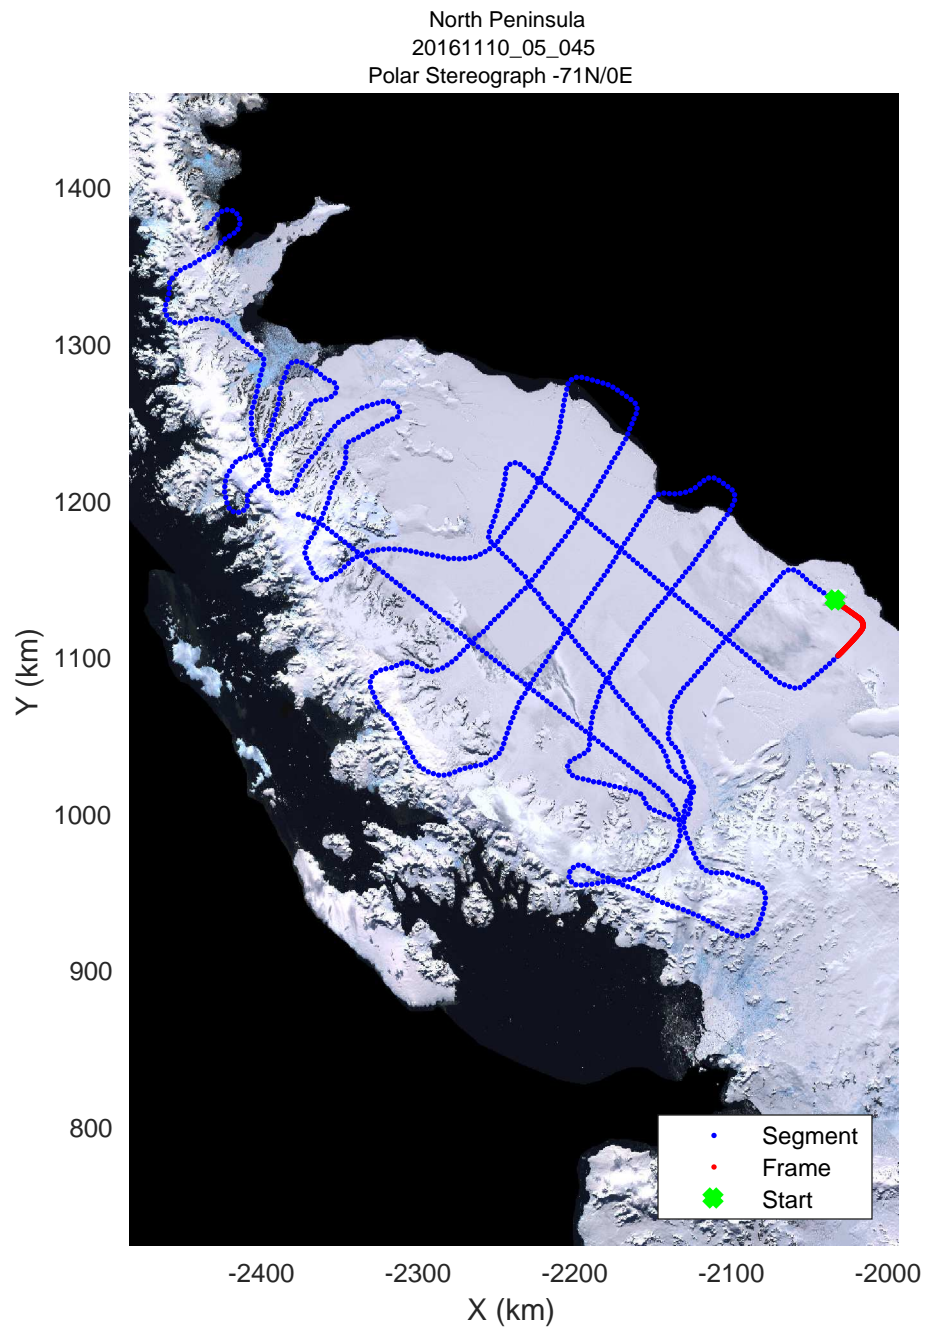 North Peninsula
20161110_05_045
Polar Stereograph -71N/0E
1400
1300
1200
1100
1000
900
800
Y (km)
Segment
Frame
Start
-2400 -2300 -2200 -2100 -2000
X (km)